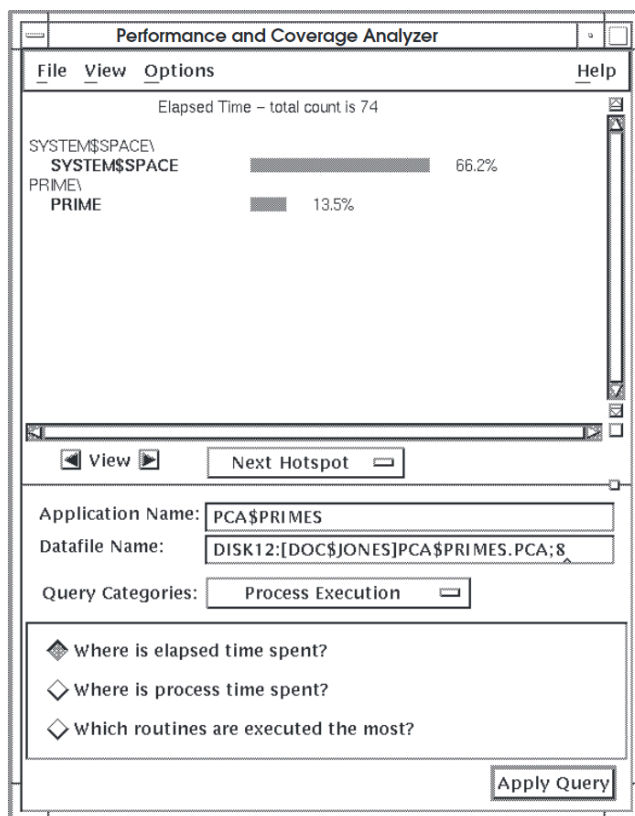 Performance and Coverage Analyzer
File View Options Help
Elapsed Time – total count is 74
SYSTEM$SPACE\
SYSTEM$SPACE 66.2%
PRIME\
PRIME 13.5%
View Next Hotspot
Application Name: PCA$PRIMES
Datafile Name: DISK12:[DOC$JONES]PCA$PRIMES.PCA;8
Query Categories: Process Execution
Where is elapsed time spent?
Where is process time spent?
Which routines are executed the most?
Apply Query